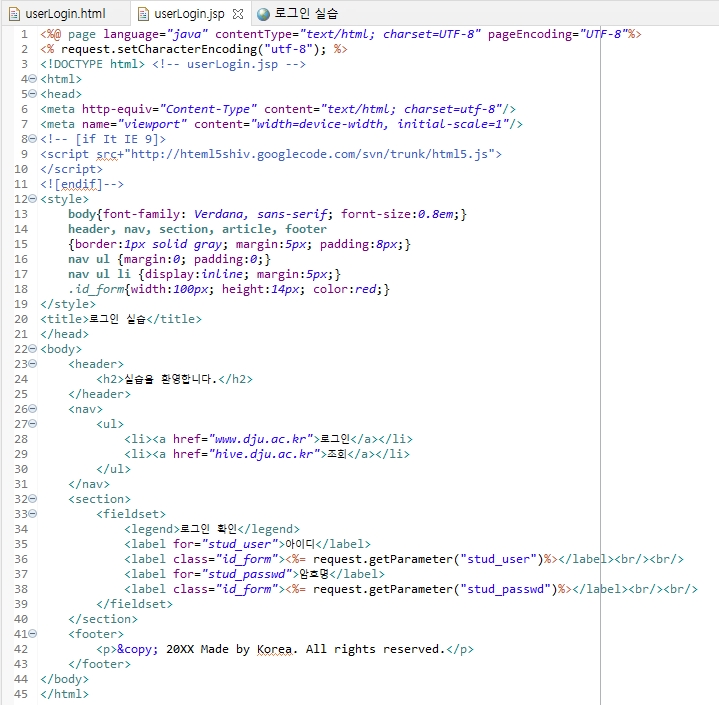 userLogin.html userLogin.jsp 로그인 실습
1 <%@ page language="java" contentType="text/html; charset=UTF-8" pageEncoding="UTF-8"%>
2 <% request.setCharacterEncoding("utf-8"); %>
3 <!DOCTYPE html> <!-- userLogin.jsp -->
4 <html>
5 <head>
6 <meta http-equiv="Content-Type" content="text/html; charset=utf-8"/>
7 <meta name="viewport" content="width=device-width, initial-scale=1"/>
8 <!-- [if It IE 9]>
9 <script src+"http://hteml5shiv.googlecode.com/svn/trunk/html5.js">
10 </script>
11 <![endif]-->
12 <style>
13 body{font-family: Verdana, sans-serif; fornt-size:0.8em;}
14 header, nav, section, article, footer
15 {border:1px solid gray; margin:5px; padding:8px;}
16 nav ul {margin:0; padding:0;}
17 nav ul li {display:inline; margin:5px;}
18 .id_form{width:100px; height:14px; color:red;}
19 </style>
20 <title>로그인 실습</title>
21 </head>
22 <body>
23 <header>
24 <h2>실습을 환영합니다.</h2>
25 </header>
26 <nav>
27 <ul>
28 <li><a href="www.dju.ac.kr">로그인</a></li>
29 <li><a href="hive.dju.ac.kr">조회</a></li>
30 </ul>
31 </nav>
32 <section>
33 <fieldset>
34 <legend>로그인 확인</legend>
35 <label for="stud_user">아이디</label>
36 <label class="id_form"><%= request.getParameter("stud_user")%></label><br/><br/>
37 <label for="stud_passwd">암호명</label>
38 <label class="id_form"><%= request.getParameter("stud_passwd")%></label><br/><br/>
39 </fieldset>
40 </section>
41 <footer>
42 <p>&copy; 20XX Made by Korea. All rights reserved.</p>
43 </footer>
44 </body>
45 </html>